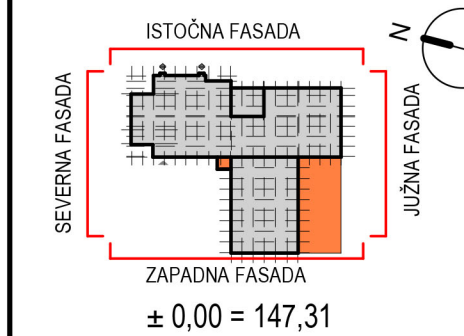 ISTOČNA FASADA
N
SEVERNA FASADA
JUŽNA FASADA
ZAPADNA FASADA
± 0,00 = 147,31